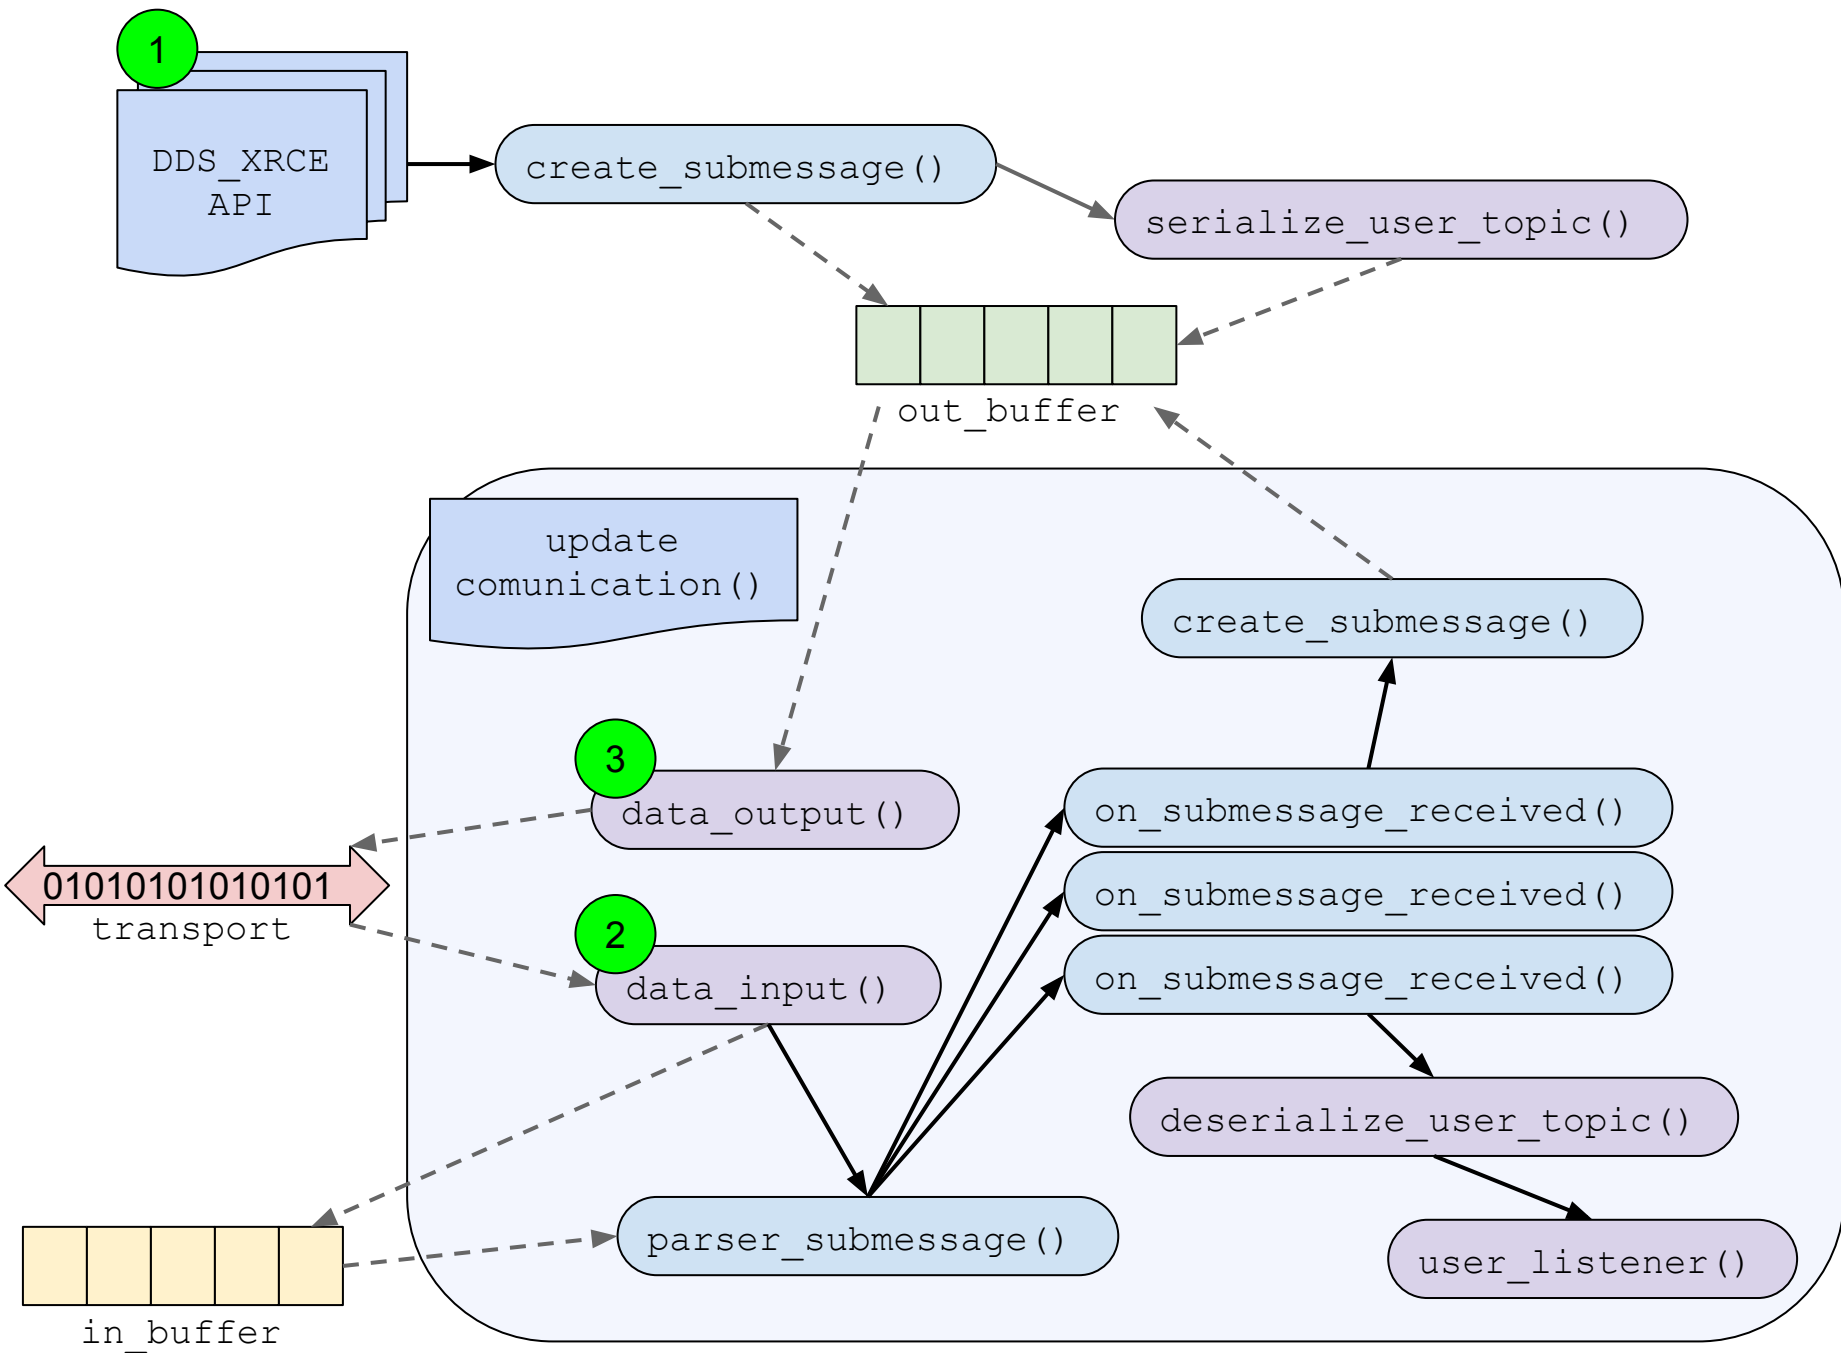 1
DDS_XRCE
API
create_submessage()
serialize_user_topic()
out_buffer
update
comunication()
create_submessage()
3
data_output()
on_submessage_received()
01010101010101
transport
on_submessage_received()
2
data_input()
on_submessage_received()
deserialize_user_topic()
parser_submessage()
user_listener()
in_buffer